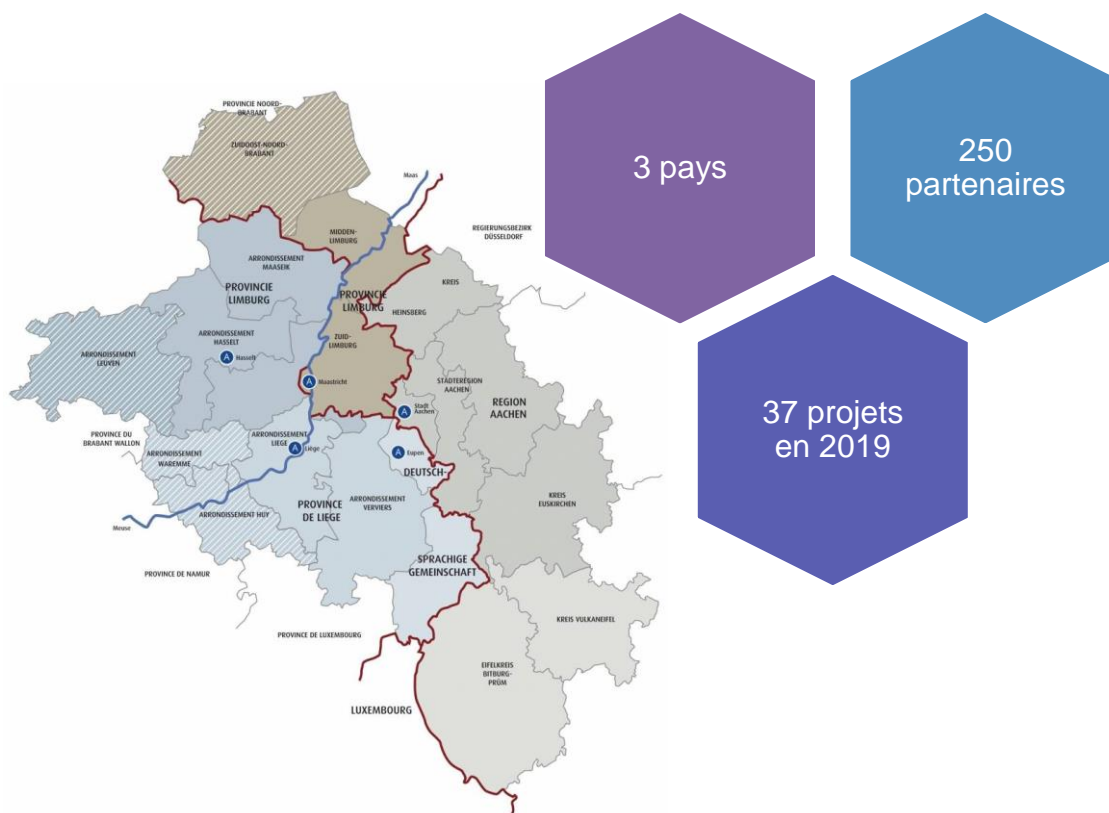 3 pays
250
partenaires
37 projets
en 2019
PROVINCIE NOORD-
BRABANT
ZUIDOOST-NOORD-
BRABANT
Maas
REGIERUNGSBEZIRK
DÜSSELDORF
MIDDEN-
LIMBURG
ARRONDISSEMENT
MAASEIK
PROVINCIE
LIMBURG
PROVINCIE
LIMBURG
KREIS
HEINSBERG
ARRONDISSEMENT
HASSELT
A Hasselt
ZUID-
LIMBURG
ARRONDISSEMENT
LEUVEN
A Maastricht
STÄDTEREGION
AACHEN
A Stadt
Aachen
REGION
AACHEN
PROVINCE DU
BRABANT WALLON
ARRONDISSEMENT
LIEGE
A Liège
ARRONDISSEMENT
WAREMME
A Eupen
DEUTSCH-
KREIS
EUSKIRCHEN
ARRONDISSEMENT HUY
PROVINCE
DE LIEGE
ARRONDISSEMENT
VERVIERS
Meuse
SPRACHIGE
GEMEINSCHAFT
PROVINCE DE NAMUR
KREIS VULKANEIFEL
PROVINCE DE LUXEMBOURG
EIFELKREIS
BITBURG-
PRÜM
LUXEMBOURG